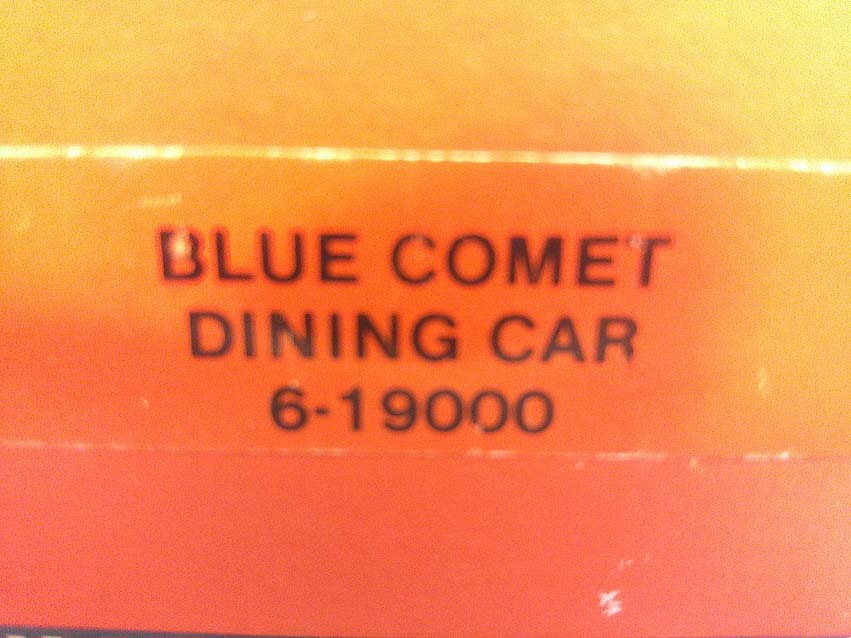 BLUE COMET
DINING CAR
6-19000